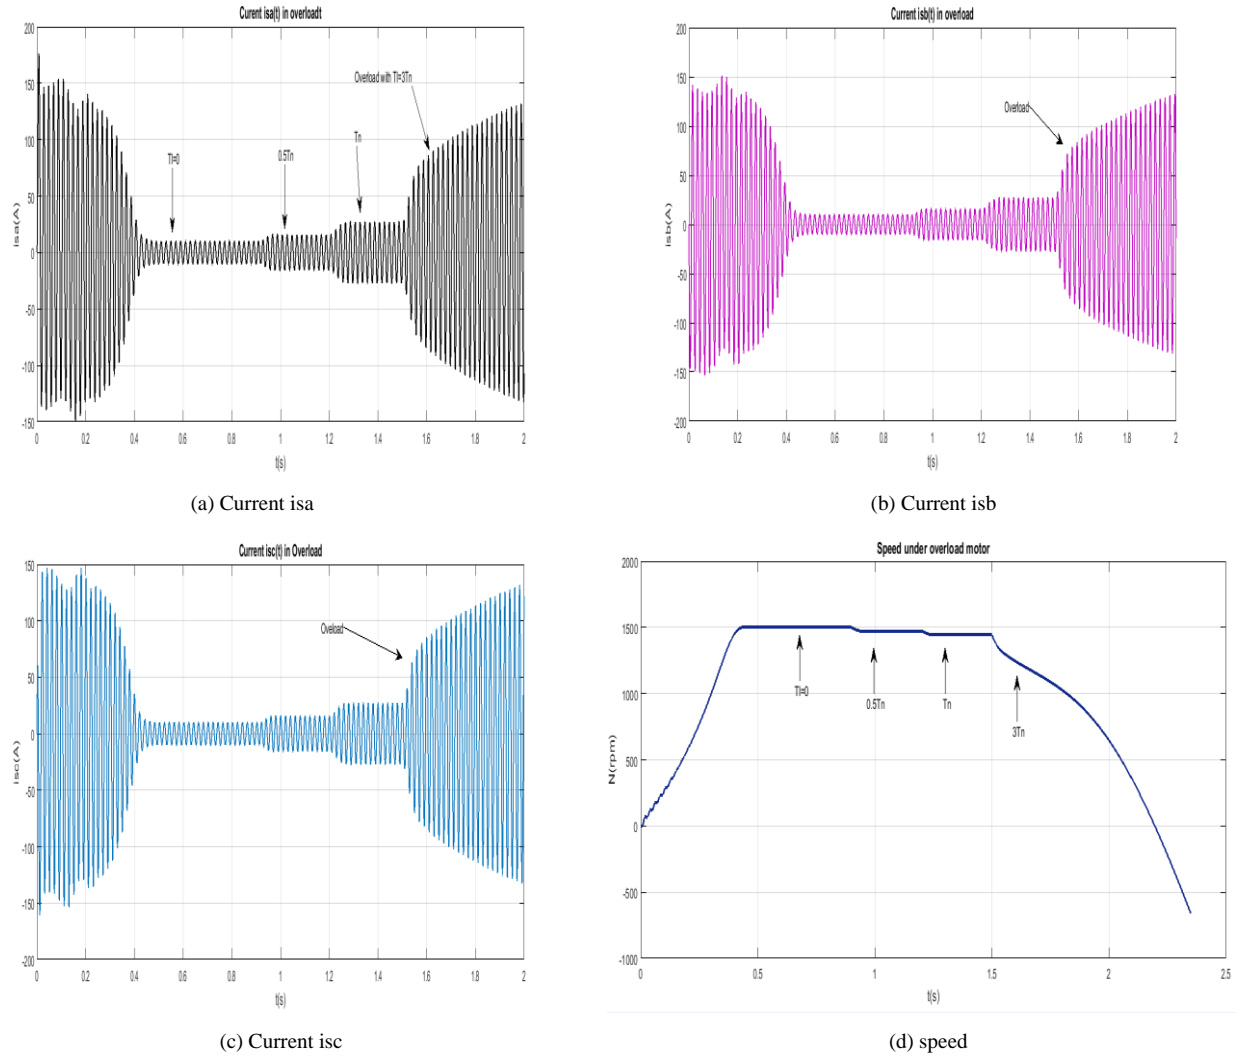 Curent isa(t) in overloadt
200
150
100
50
0
-50
-100
-150
isa(A)
Overload with Tl=3Tn
Tn
0.5Tn
Tl=0
0 0.2 0.4 0.6 0.8 1 1.2 1.4 1.6 1.8 2
t(s)
(a) Current isa
Current isb(t) in overload
200
150
100
50
0
-50
-100
-150
-200
isb(A)
Overload
0 0.2 0.4 0.6 0.8 1 1.2 1.4 1.6 1.8 2
t(s)
(b) Current isb
Current isc(t) in Overload
150
100
50
0
-50
-100
-150
-200
isc(A)
Oveload
0 0.2 0.4 0.6 0.8 1 1.2 1.4 1.6 1.8 2
t(s)
(c) Current isc
Speed under overload motor
2000
1500
1000
500
0
-500
-1000
N(rpm)
Tl=0
0.5Tn
Tn
3Tn
0 0.5 1 1.5 2 2.5
t(s)
(d) speed